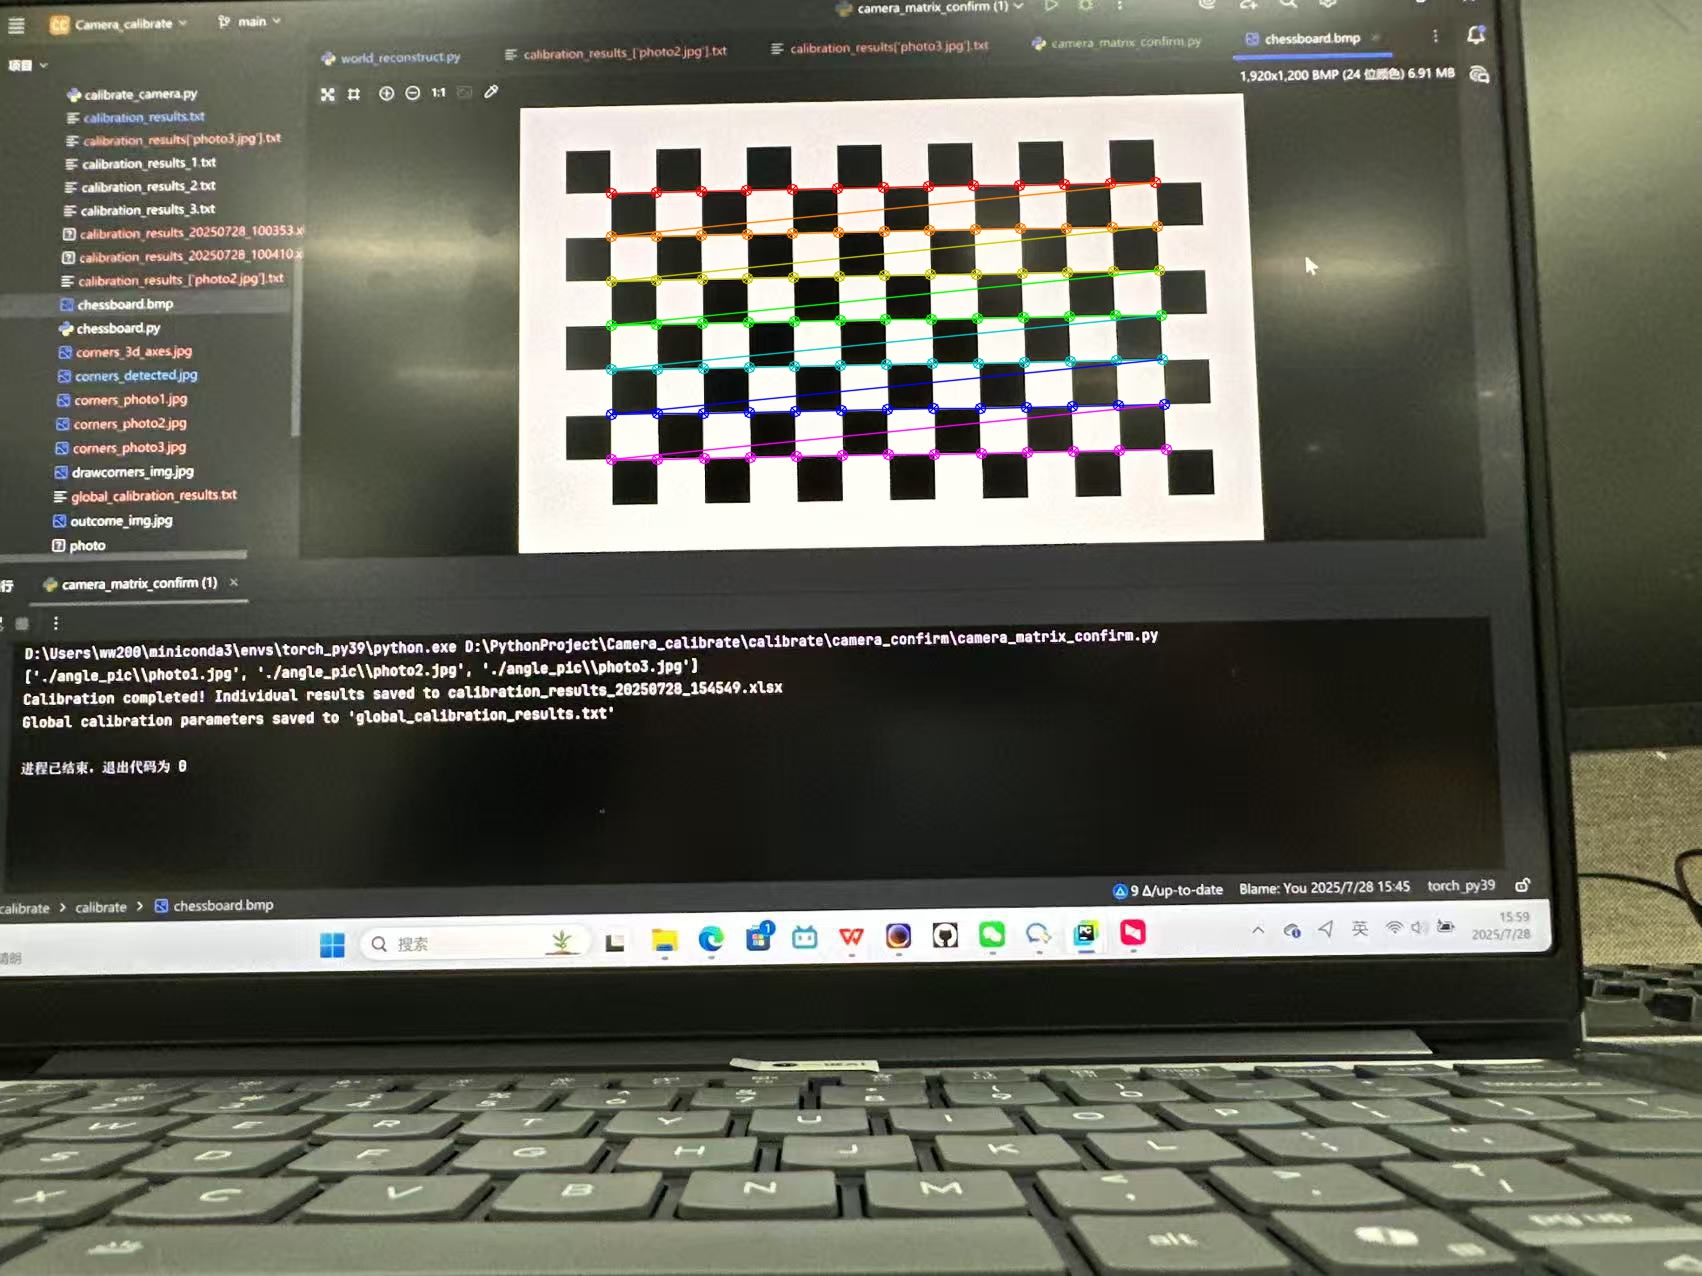 CC Camera_calibrate main camera_matrix_confirm (1)
项目
world_reconstruct.py calibration_results_['photo2.jpg'].txt calibration_results['photo3.jpg'].txt camera_matrix_confirm.py chessboard.bmp
1:1 1,920x1,200 BMP (24 位颜色) 6.91 MB
calibrate_camera.py
calibration_results.txt
calibration_results['photo3.jpg'].txt
calibration_results_1.txt
calibration_results_2.txt
calibration_results_3.txt
calibration_results_20250728_100353.x
calibration_results_20250728_100410.x
calibration_results_['photo2.jpg'].txt
chessboard.bmp
chessboard.py
corners_3d_axes.jpg
corners_detected.jpg
corners_photo1.jpg
corners_photo2.jpg
corners_photo3.jpg
drawcorners_img.jpg
global_calibration_results.txt
outcome_img.jpg
photo
行 camera_matrix_confirm (1)
D:\Users\ww200\miniconda3\envs\torch_py39\python.exe D:\PythonProject\Camera_calibrate\calibrate\camera_confirm\camera_matrix_confirm.py
['./angle_pic\\photo1.jpg', './angle_pic\\photo2.jpg', './angle_pic\\photo3.jpg']
Calibration completed! Individual results saved to calibration_results_20250728_154549.xlsx
Global calibration parameters saved to 'global_calibration_results.txt'
进程已结束，退出代码为 0
9 Δ/up-to-date Blame: You 2025/7/28 15:45 torch_py39
calibrate > calibrate > chessboard.bmp
晴朗 搜索 1 PC 英 15:59
2025/7/28
W E R T Y U I O P
S D F G H J K L
X C V B N M
alt pg up